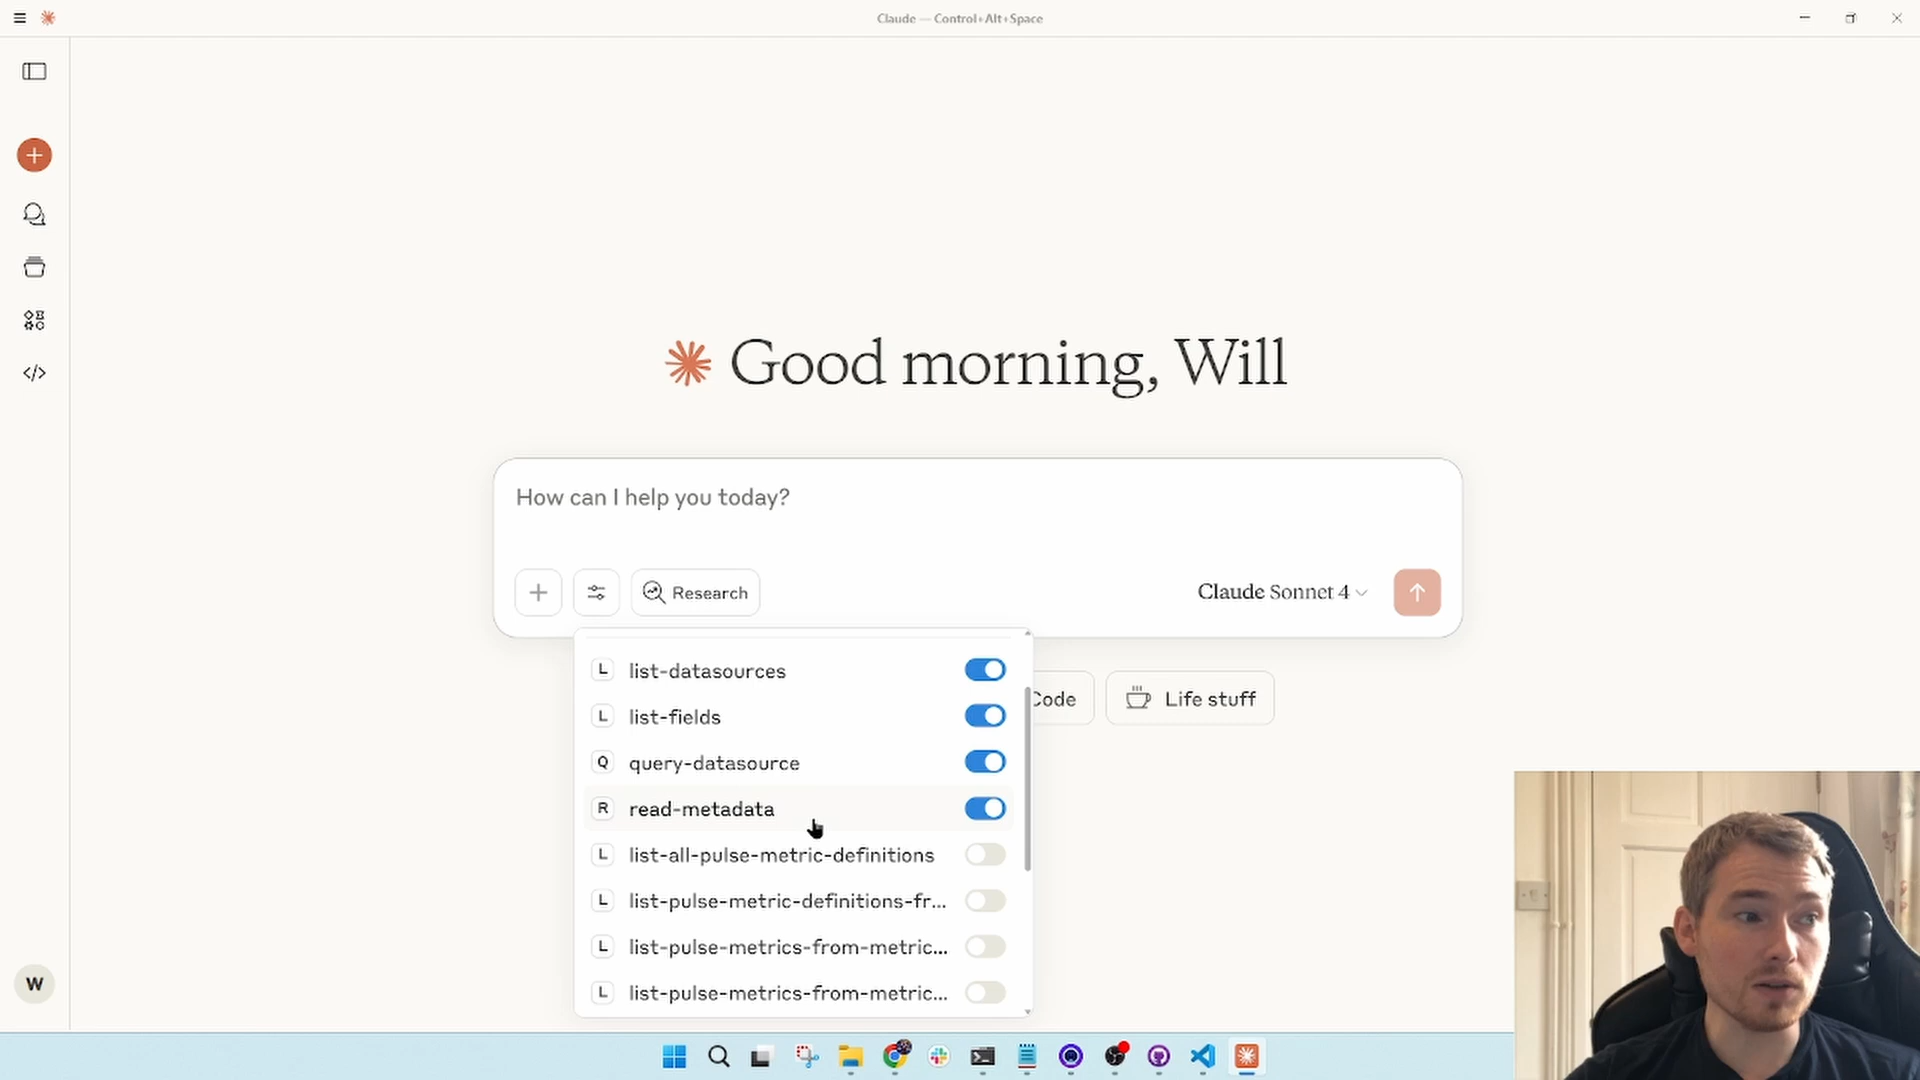 Claude — Control+Alt+Space
Good morning, Will
How can I help you today?
Research
Claude Sonnet 4
L list-datasources
L list-fields
Q query-datasource
R read-metadata
L list-all-pulse-metric-definitions
L list-pulse-metric-definitions-fr...
L list-pulse-metrics-from-metric...
L list-pulse-metrics-from-metric...
Code
Life stuff
W